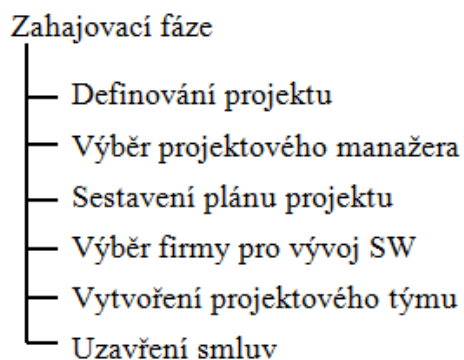 Zahajovací fáze
Definování projektu
Výběr projektového manažera
Sestavení plánu projektu
Výběr firmy pro vývoj SW
Vytvoření projektového týmu
Uzavření smluv